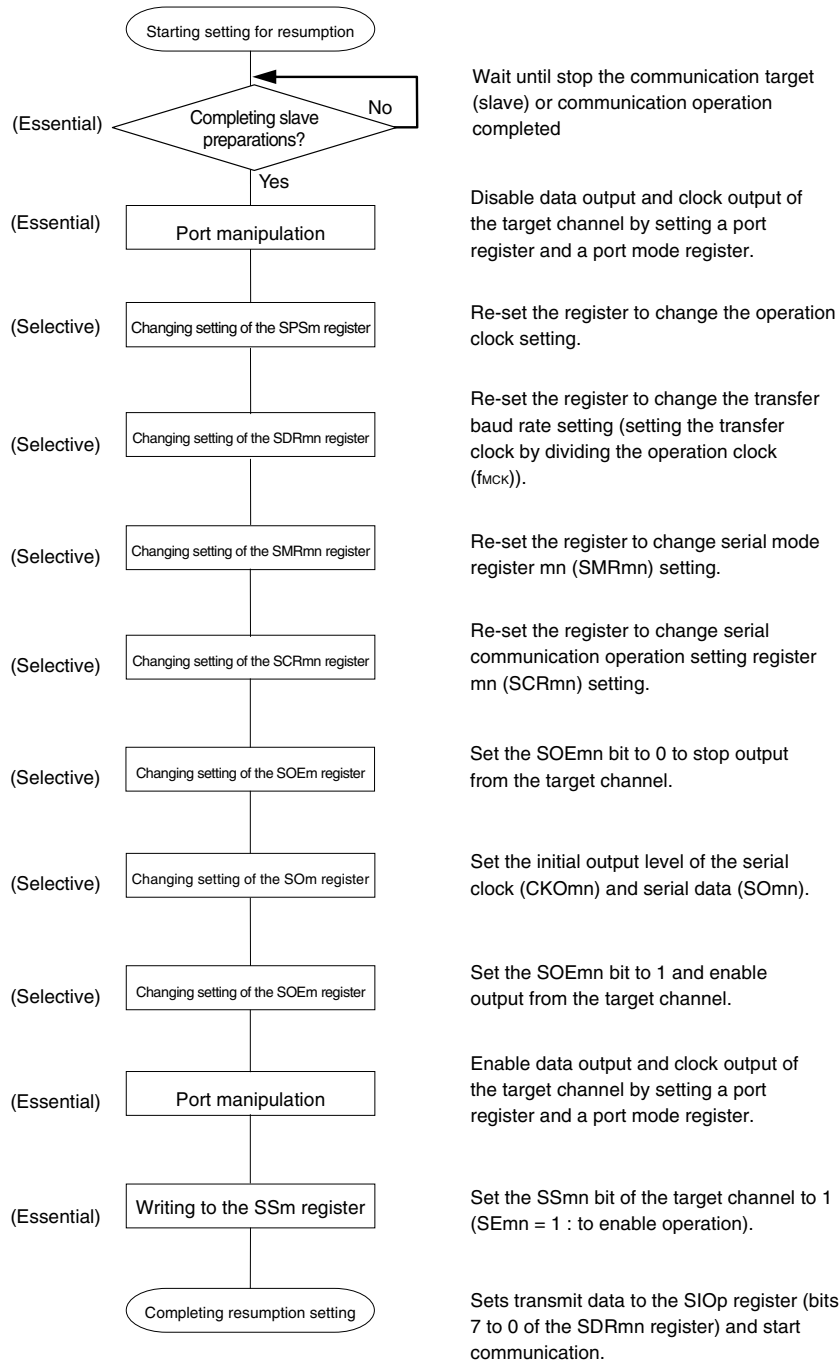 Starting setting for resumption
(Essential)
Completing slave
preparations?
No
Yes
Wait until stop the communication target
(slave) or communication operation
completed
(Essential)
Port manipulation
Disable data output and clock output of
the target channel by setting a port
register and a port mode register.
(Selective)
Changing setting of the SPSm register
Re-set the register to change the operation
clock setting.
(Selective)
Changing setting of the SDRmn register
Re-set the register to change the transfer
baud rate setting (setting the transfer
clock by dividing the operation clock
(fMCK)).
(Selective)
Changing setting of the SMRmn register
Re-set the register to change serial mode
register mn (SMRmn) setting.
(Selective)
Changing setting of the SCRmn register
Re-set the register to change serial
communication operation setting register
mn (SCRmn) setting.
(Selective)
Changing setting of the SOEm register
Set the SOEmn bit to 0 to stop output
from the target channel.
(Selective)
Changing setting of the SOm register
Set the initial output level of the serial
clock (CKOmn) and serial data (SOmn).
(Selective)
Changing setting of the SOEm register
Set the SOEmn bit to 1 and enable
output from the target channel.
(Essential)
Port manipulation
Enable data output and clock output of
the target channel by setting a port
register and a port mode register.
(Essential)
Writing to the SSm register
Set the SSmn bit of the target channel to 1
(SEmn = 1 : to enable operation).
Completing resumption setting
Sets transmit data to the SIOp register (bits
7 to 0 of the SDRmn register) and start
communication.